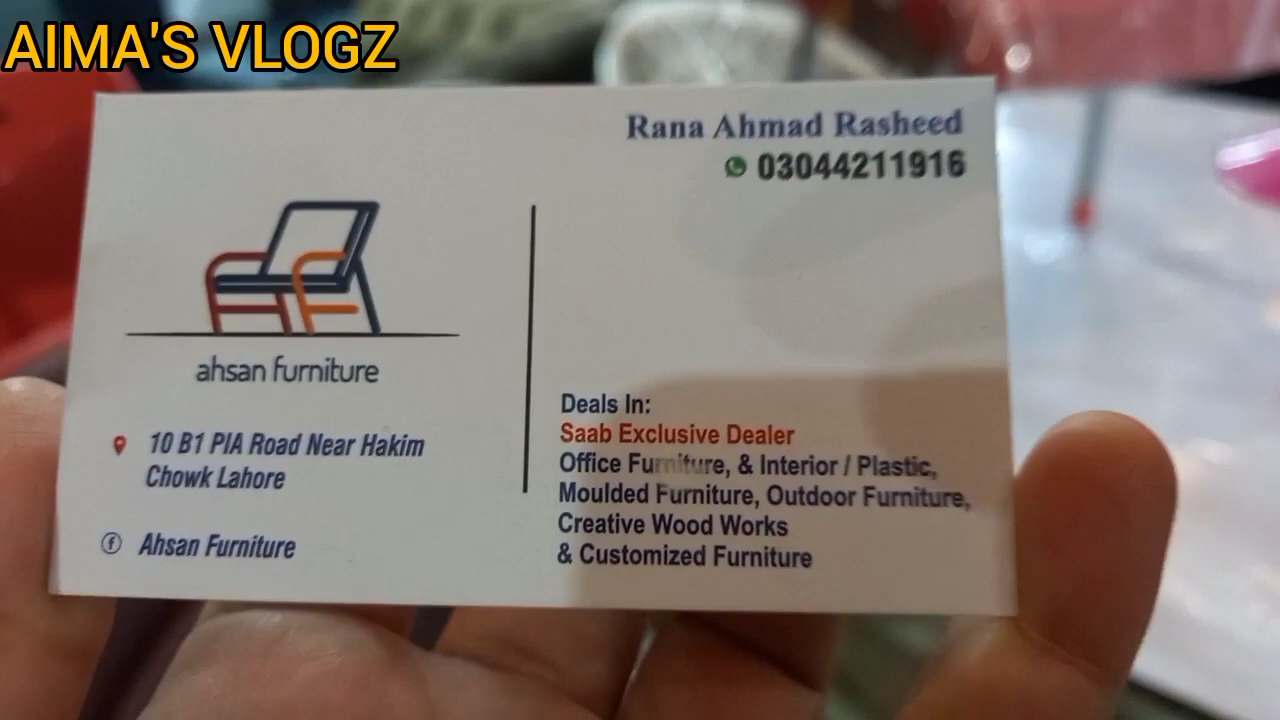 AIMA'S VLOGZ
Rana Ahmad Rasheed
03044211916
ahsan furniture
10 B1 PIA Road Near Hakim
Chowk Lahore
Ahsan Furniture
Deals In:
Saab Exclusive Dealer
Office Furniture, & Interior / Plastic,
Moulded Furniture, Outdoor Furniture,
Creative Wood Works
& Customized Furniture